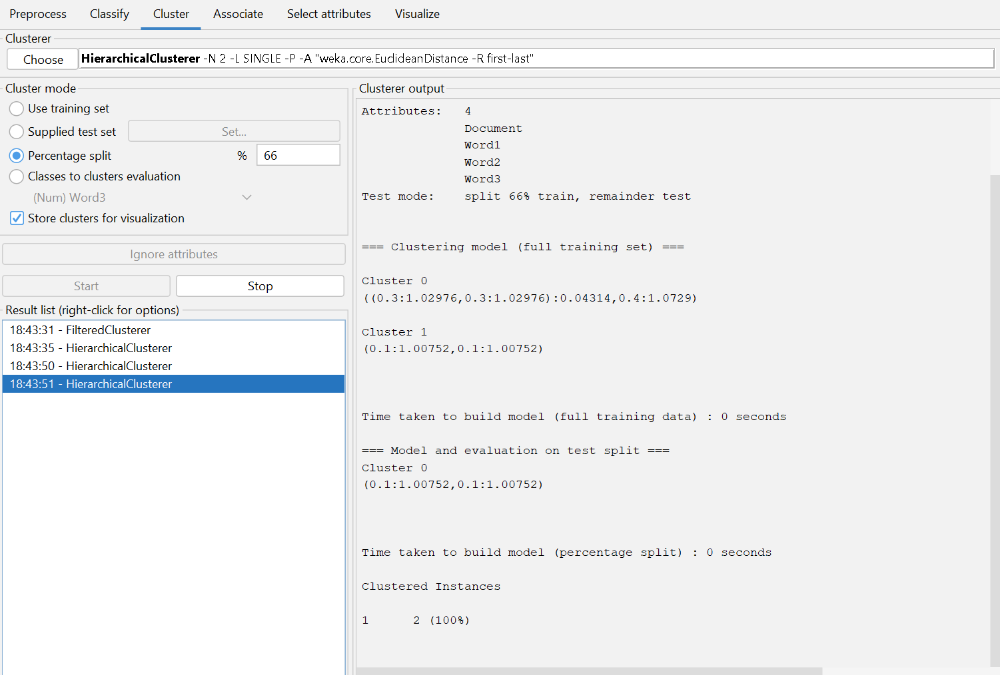 Preprocess Classify Cluster Associate Select attributes Visualize
Clusterer
Choose HierarchicalClusterer -N 2 -L SINGLE -P -A "weka.core.EuclideanDistance -R first-last"
Cluster mode
Use training set
Supplied test set Set...
Percentage split % 66
Classes to clusters evaluation
(Num) Word3
Store clusters for visualization
Ignore attributes
Start Stop
Result list (right-click for options)
18:43:31 - FilteredClusterer
18:43:35 - HierarchicalClusterer
18:43:50 - HierarchicalClusterer
18:43:51 - HierarchicalClusterer
Clusterer output
Attributes: 4
Document
Word1
Word2
Word3
Test mode: split 66% train, remainder test
=== Clustering model (full training set) ===
Cluster 0
((0.3:1.02976,0.3:1.02976):0.04314,0.4:1.0729)
Cluster 1
(0.1:1.00752,0.1:1.00752)
Time taken to build model (full training data) : 0 seconds
=== Model and evaluation on test split ===
Cluster 0
(0.1:1.00752,0.1:1.00752)
Time taken to build model (percentage split) : 0 seconds
Clustered Instances
1 2 (100%)